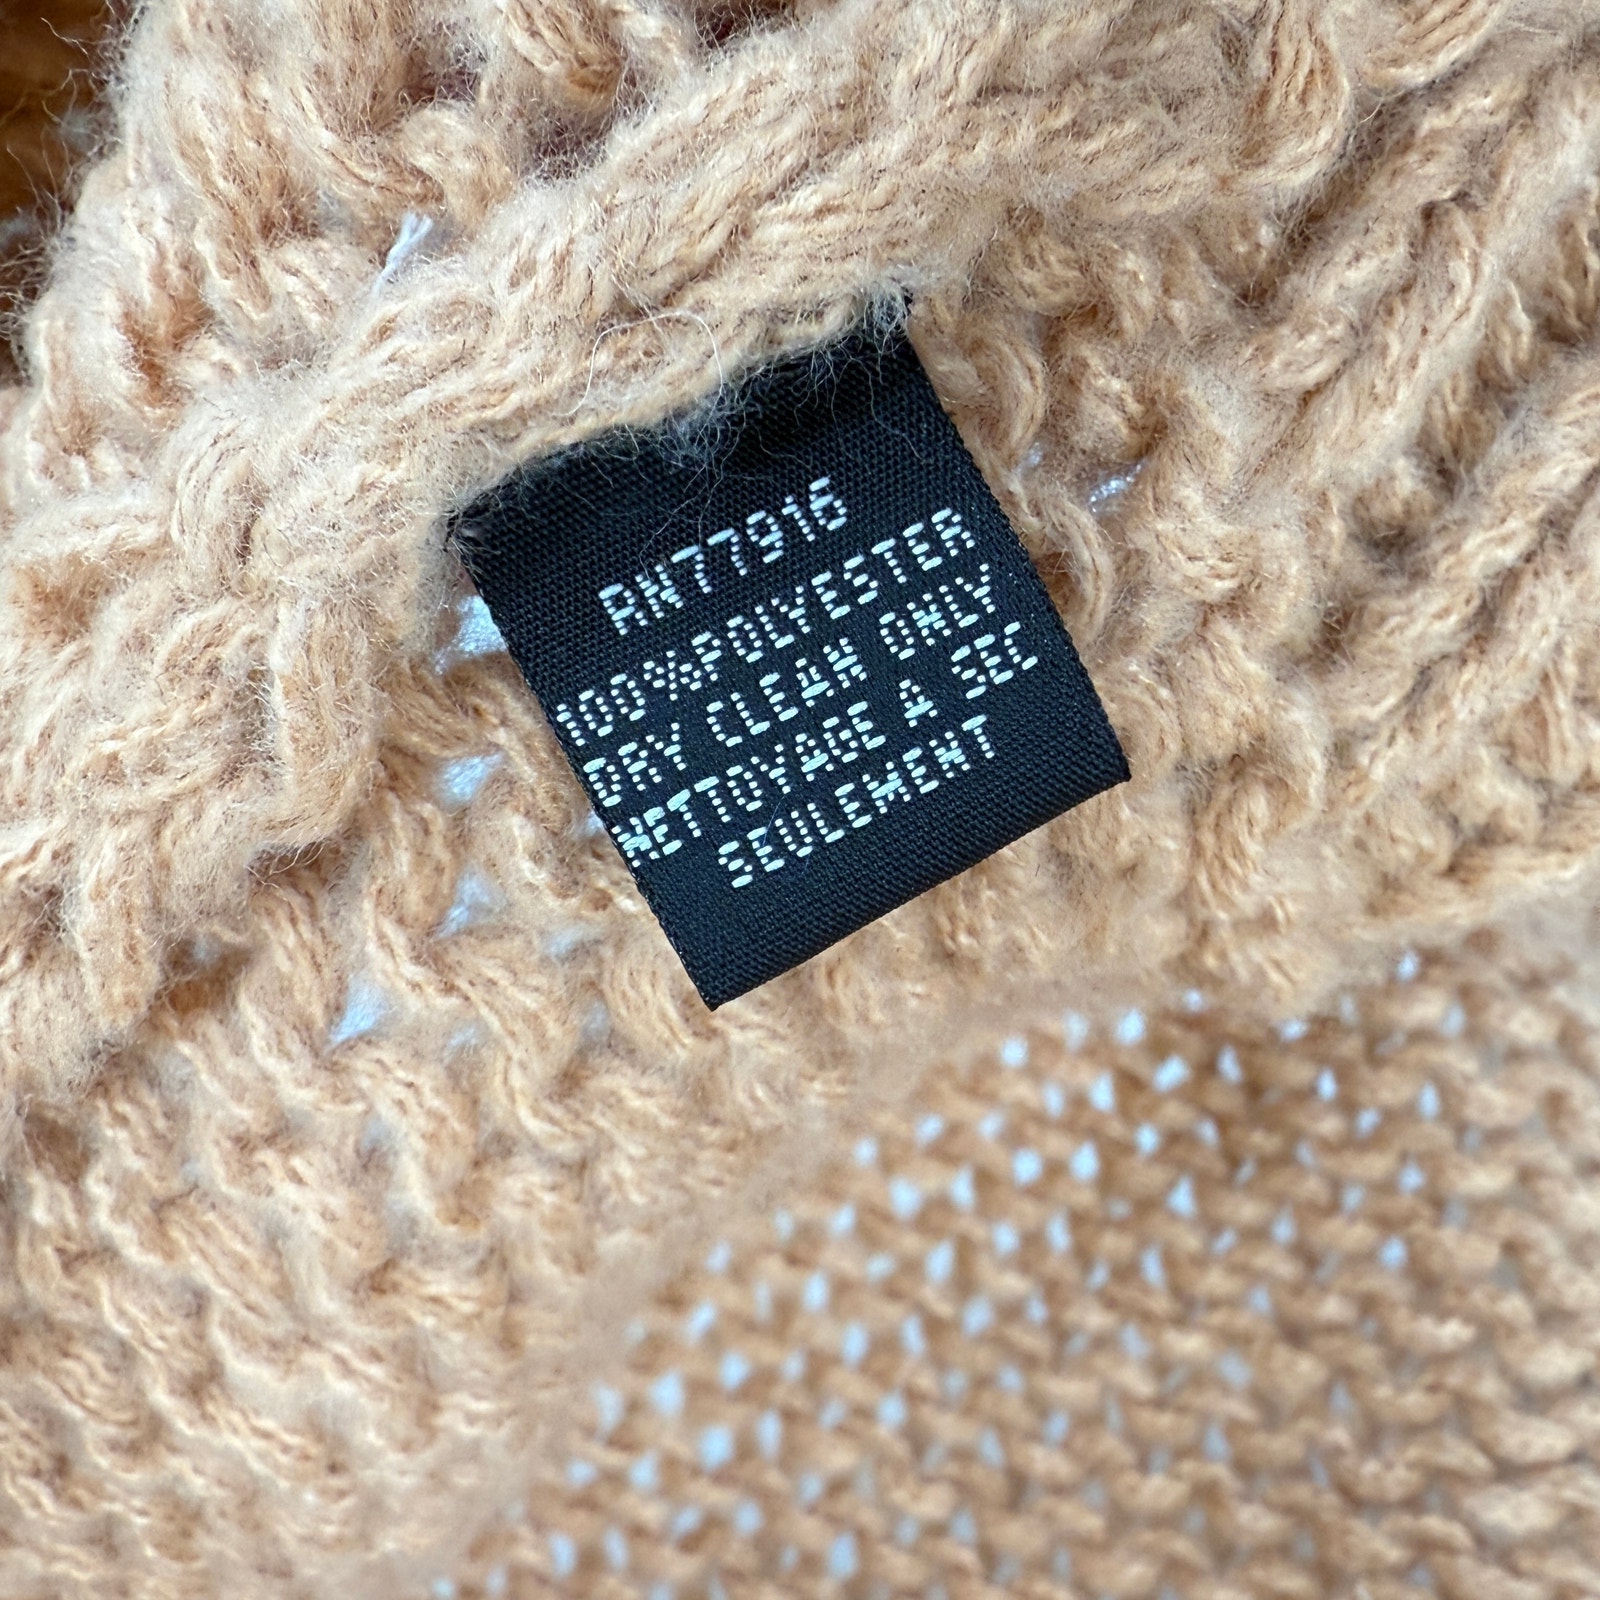 RN77916
100%POLYESTER
DRY CLEAN ONLY
NETTOYAGE A SEC
SEULEMENT